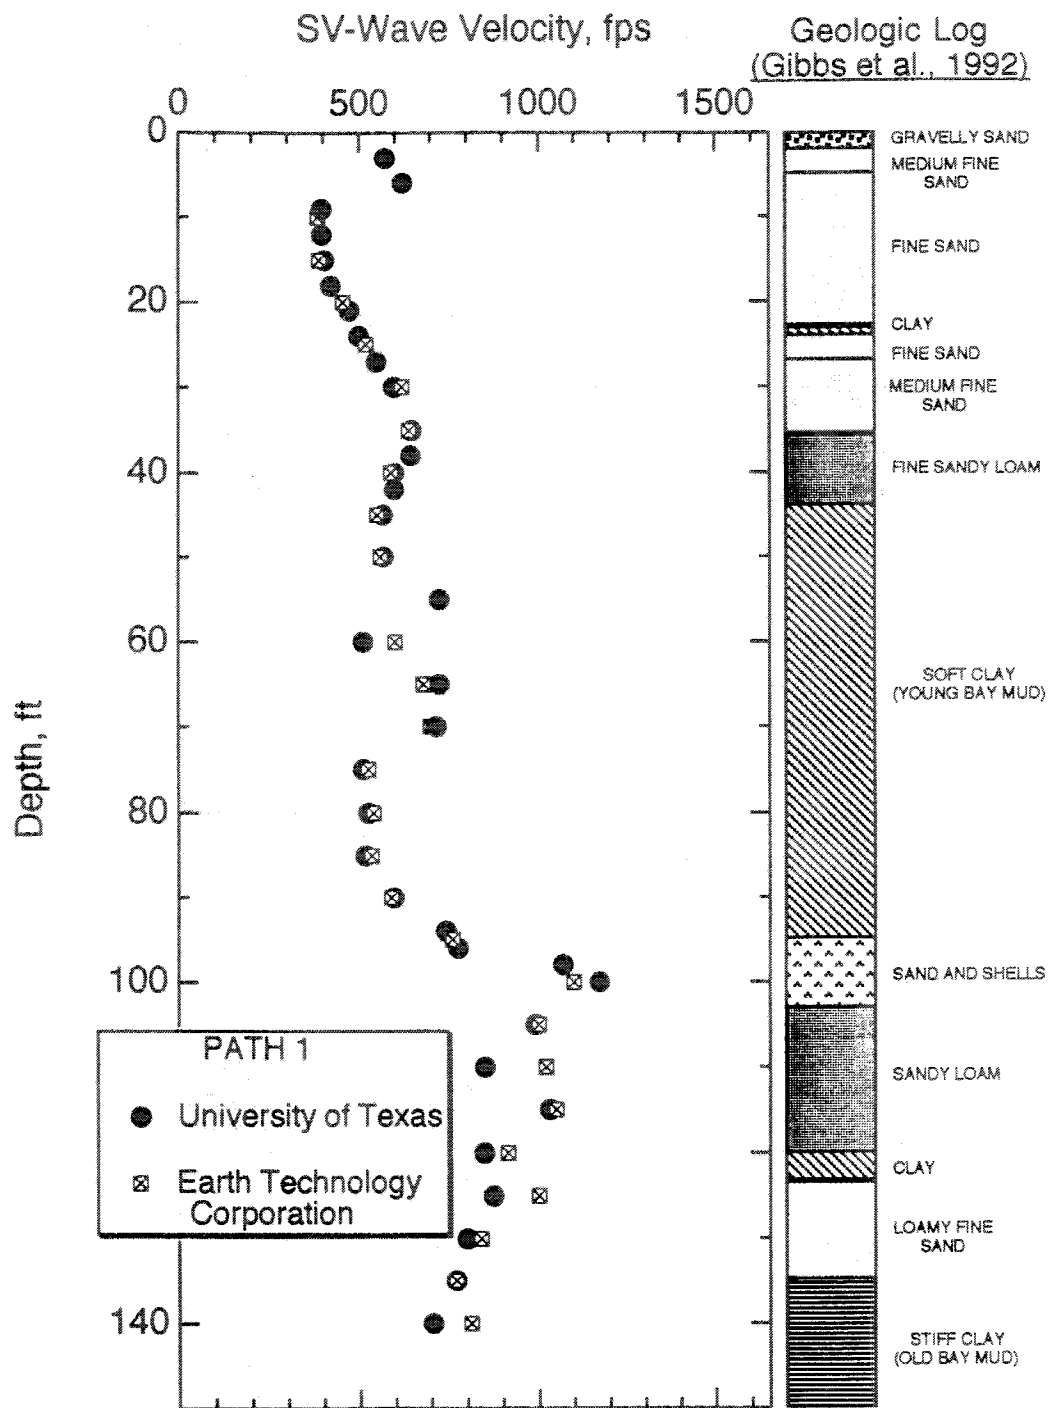 SV-Wave Velocity, fps
Geologic Log
(Gibbs et al., 1992)
0 500 1000 1500
0
20
40
60
80
100
140
Depth, ft
GRAVELLY SAND
MEDIUM FINE
SAND
FINE SAND
CLAY
FINE SAND
MEDIUM FINE
SAND
FINE SANDY LOAM
SOFT CLAY
(YOUNG BAY MUD)
SAND AND SHELLS
SANDY LOAM
CLAY
LOAMY FINE
SAND
STIFF CLAY
(OLD BAY MUD)
PATH 1
University of Texas
Earth Technology
Corporation